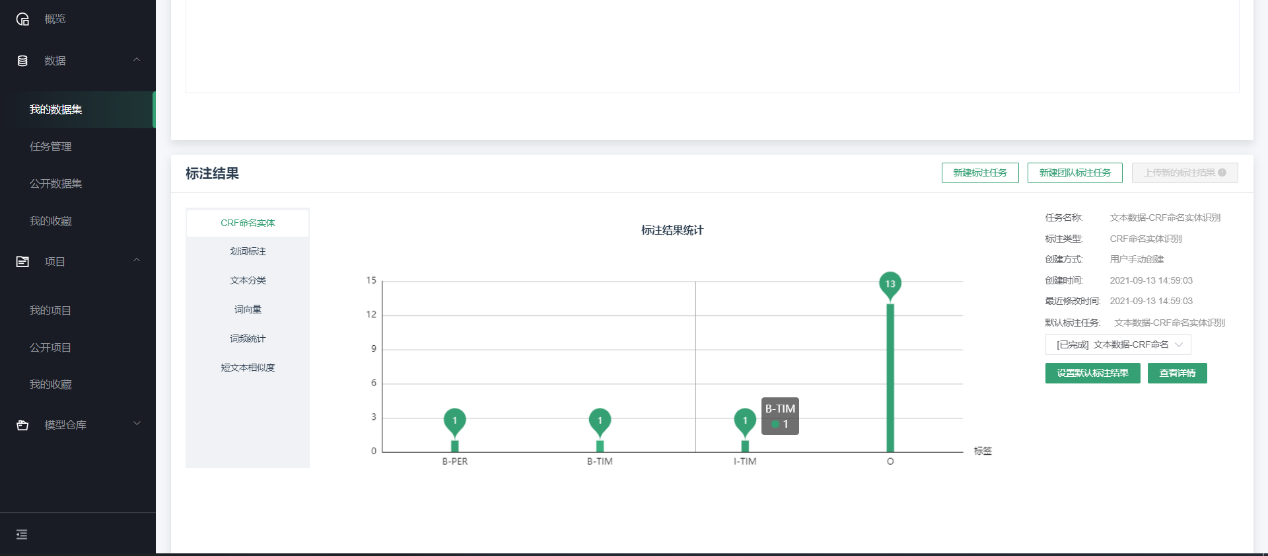 概览
数据
我的数据集
任务管理
公开数据集
我的收藏
项目
我的项目
公开项目
我的收藏
模型仓库
标注结果
新建标注任务 新建团队标注任务 上传新的标注结果
CRF命名实体
划词标注
文本分类
词向量
词频统计
短文本相似度
标注结果统计
15
12
9
6
3
0
1
1
1
13
B-TIM
1
B-PER B-TIM I-TIM O
标签
任务名称: 文本数据-CRF命名实体识别
标注类型: CRF命名实体识别
创建方式: 用户手动创建
创建时间: 2021-09-13 14:59:03
最近修改时间: 2021-09-13 14:59:03
默认标注任务: 文本数据-CRF命名实体识别
[已完成] 文本数据-CRF命名
设置默认标注结果 查看详情